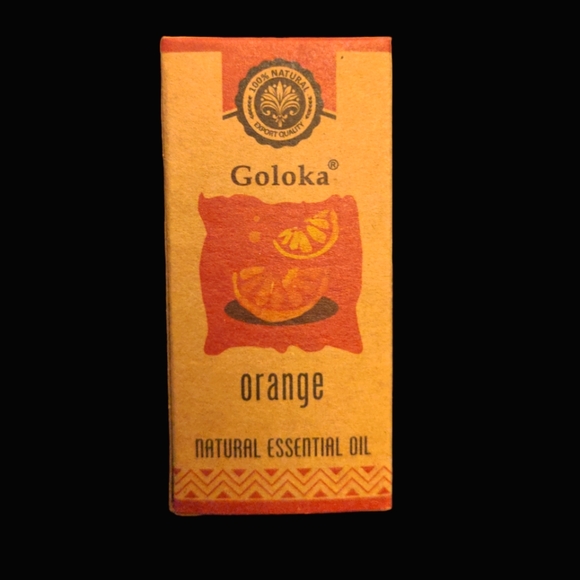 100% NATURAL
EXPORT QUALITY
Goloka®
orange
NATURAL ESSENTIAL OIL